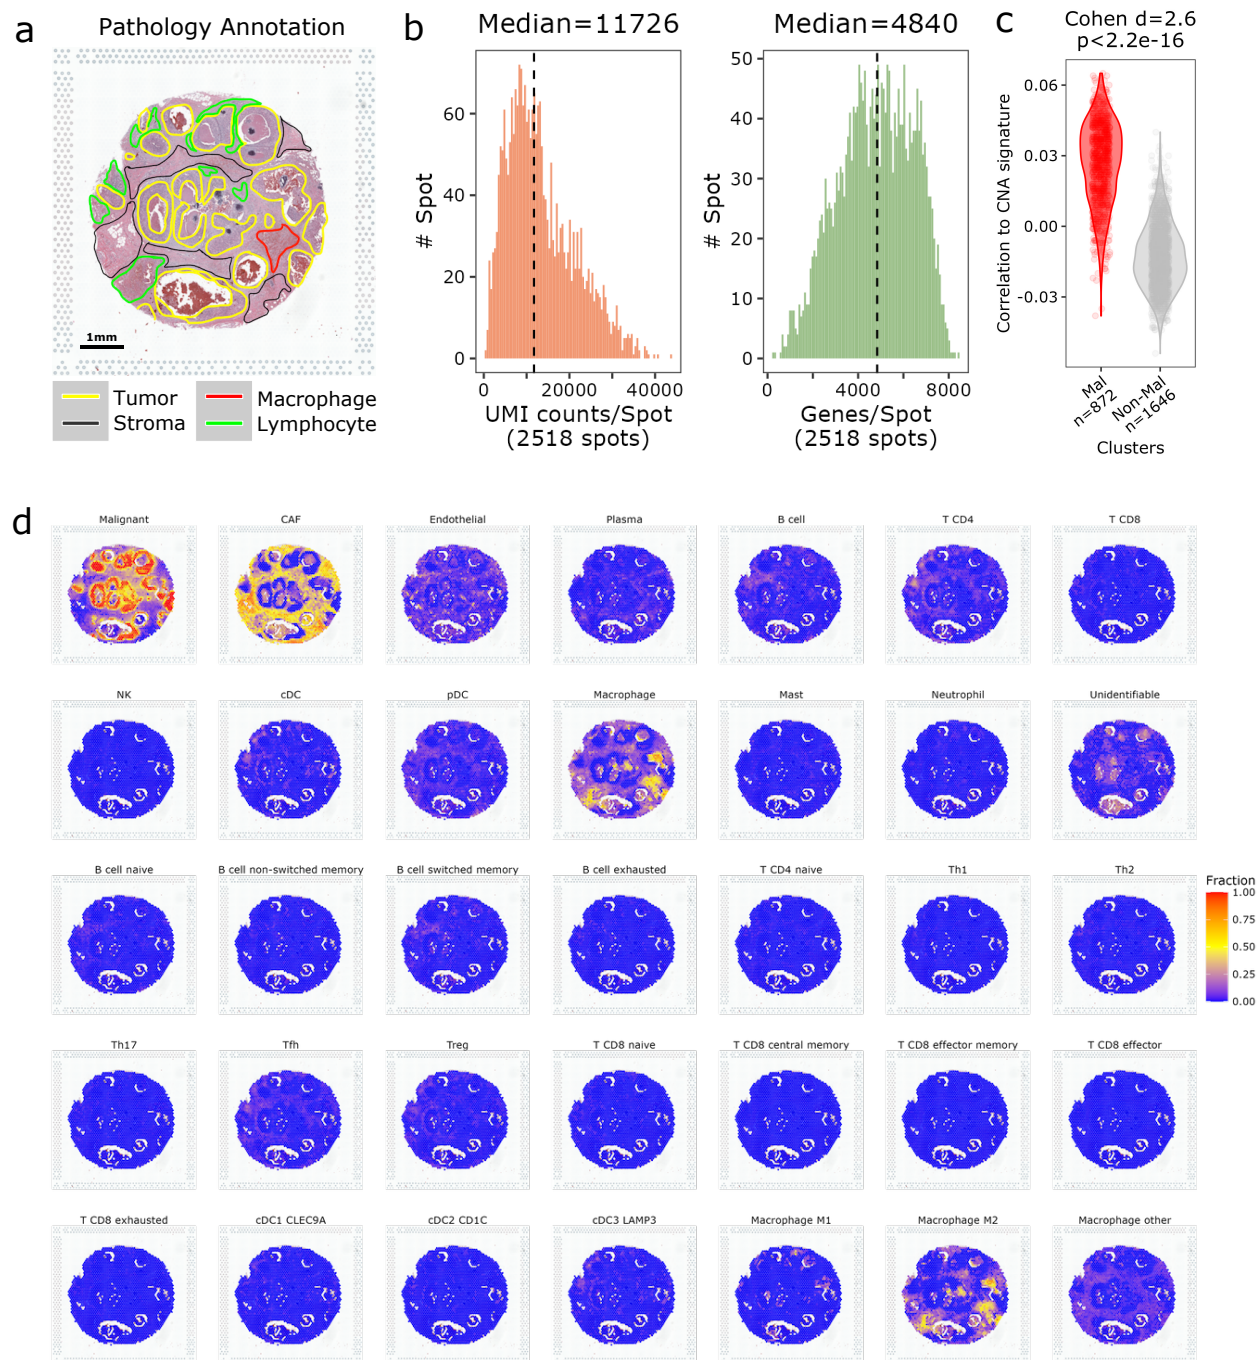 a
Pathology Annotation
1mm
Tumor
Macrophage
Stroma
Lymphocyte
b
Median=11726
# Spot
60
40
20
0
0
20000
40000
UMI counts/Spot
(2518 spots)
Median=4840
# Spot
50
40
30
20
10
0
0
4000
8000
Genes/Spot
(2518 spots)
c
Cohen d=2.6
p<2.2e-16
Correlation to CNA signature
0.06
0.03
0.00
-0.03
Mal
n=872
Non-Mal
n=1646
Clusters
d
Malignant
CAF
Endothelial
Plasma
B cell
T CD4
T CD8
NK
cDC
pDC
Macrophage
Mast
Neutrophil
Unidentifiable
B cell naive
B cell non-switched memory
B cell switched memory
B cell exhausted
T CD4 naive
Th1
Th2
Fraction
1.00
0.75
0.50
0.25
0.00
Th17
Tfh
Treg
T CD8 naive
T CD8 central memory
T CD8 effector memory
T CD8 effector
T CD8 exhausted
cDC1 CLEC9A
cDC2 CD1C
cDC3 LAMP3
Macrophage M1
Macrophage M2
Macrophage other